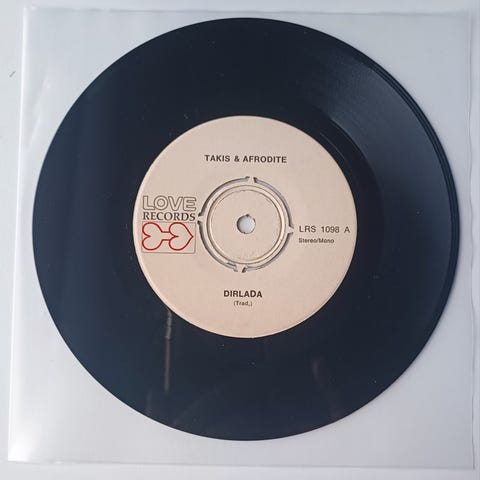 TAKIS & AFRODITE
LOVE
RECORDS
LRS 1098 A
Stereo/Mono
DIRLADA
(Trad,)